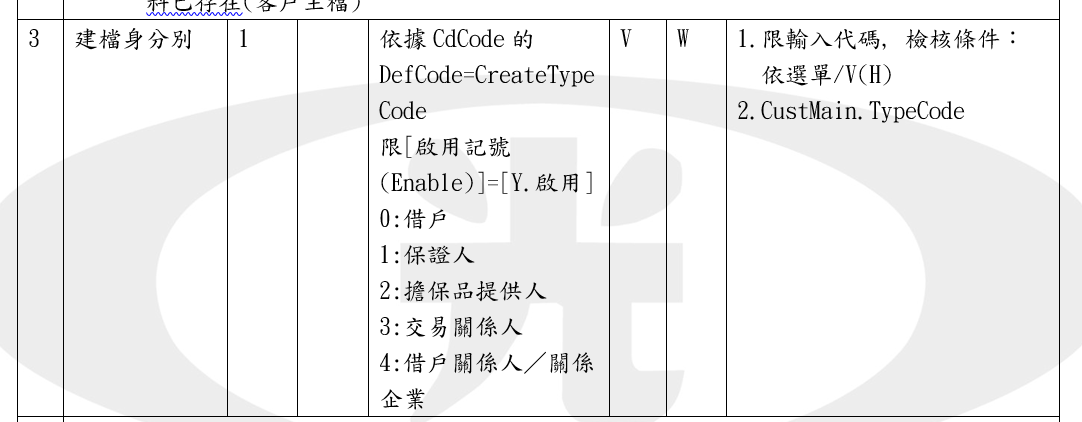 料已存在(客戶主檔)
3
建檔身分別
1
依據 CdCode 的
DefCode=CreateType
Code
限[啟用記號
(Enable)]=[Y.啟用]
0:借戶
1:保證人
2:擔保品提供人
3:交易關係人
4:借戶關係人／關係
企業
V
W
1.限輸入代碼, 檢核條件：
依選單/V(H)
2.CustMain.TypeCode